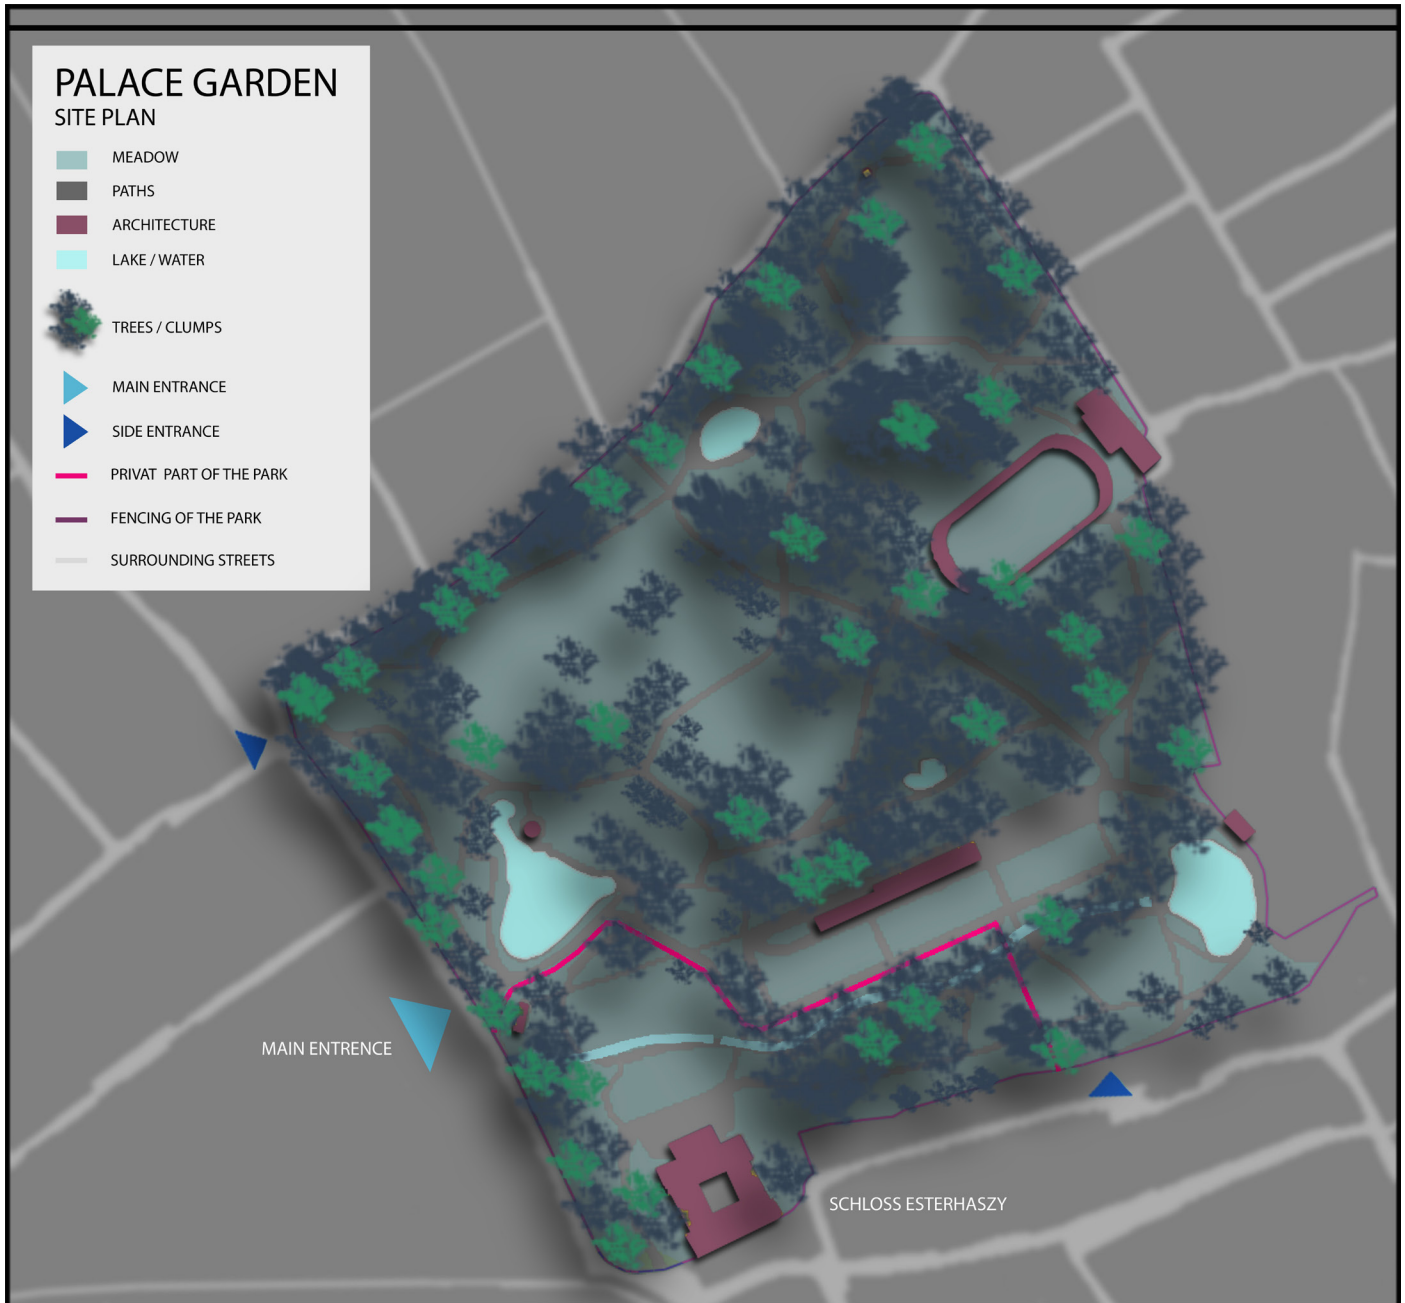 PALACE GARDEN
SITE PLAN
MEADOW
PATHS
ARCHITECTURE
LAKE / WATER
TREES / CLUMPS
MAIN ENTRANCE
SIDE ENTRANCE
PRIVAT PART OF THE PARK
FENCING OF THE PARK
SURROUNDING STREETS
MAIN ENTRENCE
SCHLOSS ESTERHASZY